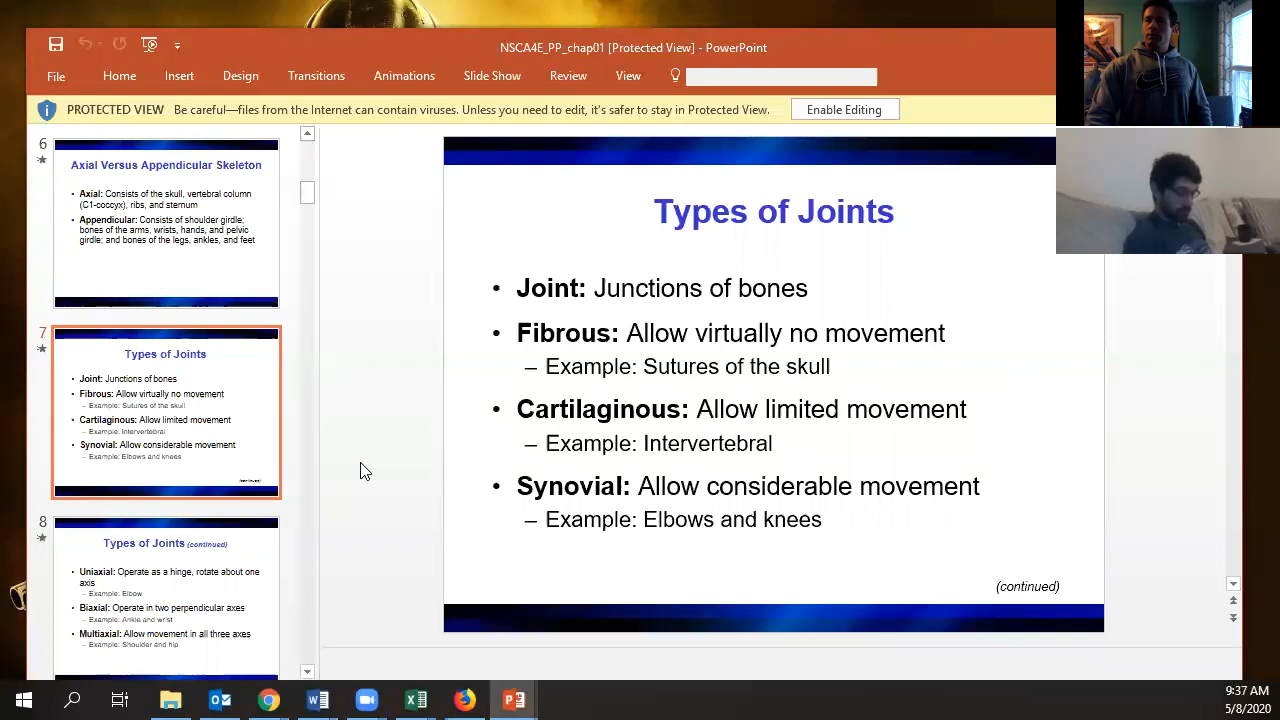 NSCA4E_PP_chap01 [Protected View] - PowerPoint
File Home Insert Design Transitions Animations Slide Show Review View
PROTECTED VIEW Be careful—files from the Internet can contain viruses. Unless you need to edit, it's safer to stay in Protected View. Enable Editing
6
Axial Versus Appendicular Skeleton
• Axial: Consists of the skull, vertebral column
(C1-coccyx), ribs, and sternum
• Appendicular: Consists of shoulder girdle;
bones of the arms, wrists, hands, and pelvic
girdle; and bones of the legs, ankles, and feet
7
Types of Joints
• Joint: Junctions of bones
• Fibrous: Allow virtually no movement
– Example: Sutures of the skull
• Cartilaginous: Allow limited movement
– Example: Intervertebral
• Synovial: Allow considerable movement
– Example: Elbows and knees
(continued)
8
Types of Joints (continued)
• Uniaxial: Operate as a hinge, rotate about one
axis
– Example: Elbow
• Biaxial: Operate in two perpendicular axes
– Example: Ankle and wrist
• Multiaxial: Allow movement in all three axes
– Example: Shoulder and hip
Types of Joints
• Joint: Junctions of bones
• Fibrous: Allow virtually no movement
– Example: Sutures of the skull
• Cartilaginous: Allow limited movement
– Example: Intervertebral
• Synovial: Allow considerable movement
– Example: Elbows and knees
(continued)
9:37 AM
5/8/2020